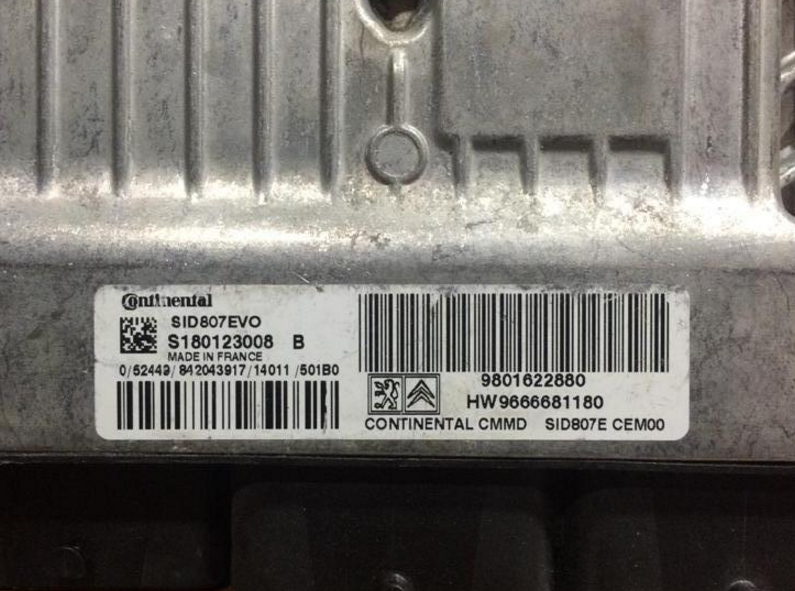 Continental
SID807EVO
S180123008 B
MADE IN FRANCE
0/52449/842043917/14011/501B0
9801622880
HW9666681180
CONTINENTAL CMMD SID807E CEM00